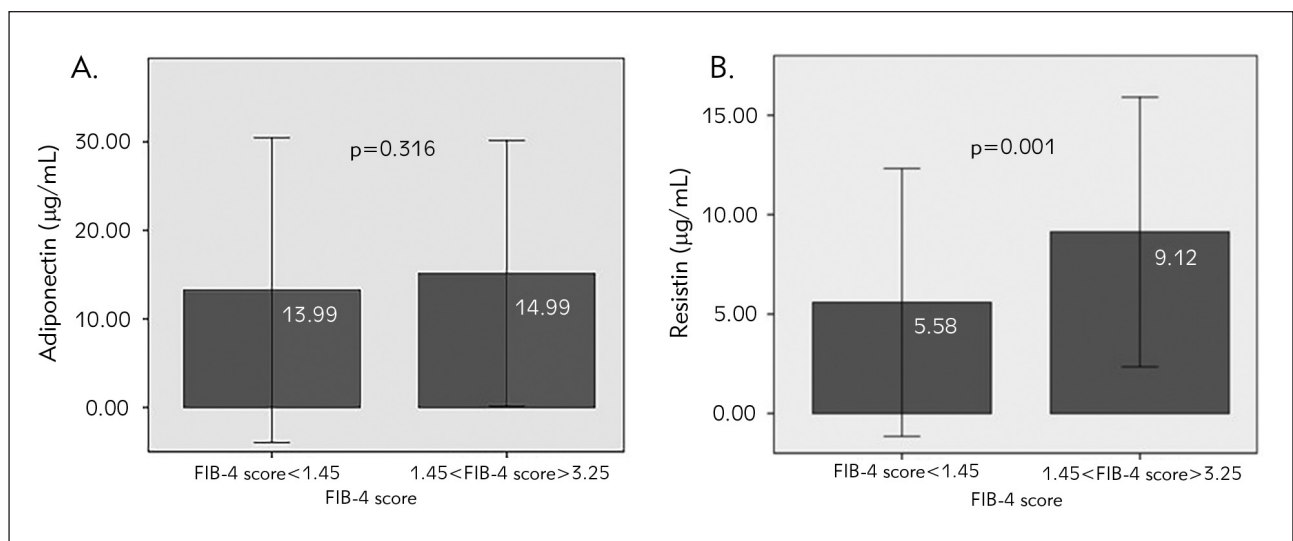 A.
Adiponectin (μg/mL)
30.00
20.00
10.00
0.00
p=0.316
13.99
14.99
FIB-4 score<1.45
1.45<FIB-4 score>3.25
FIB-4 score
B.
Resistin (μg/mL)
15.00
10.00
5.00
0.00
p=0.001
5.58
9.12
FIB-4 score<1.45
1.45<FIB-4 score>3.25
FIB-4 score